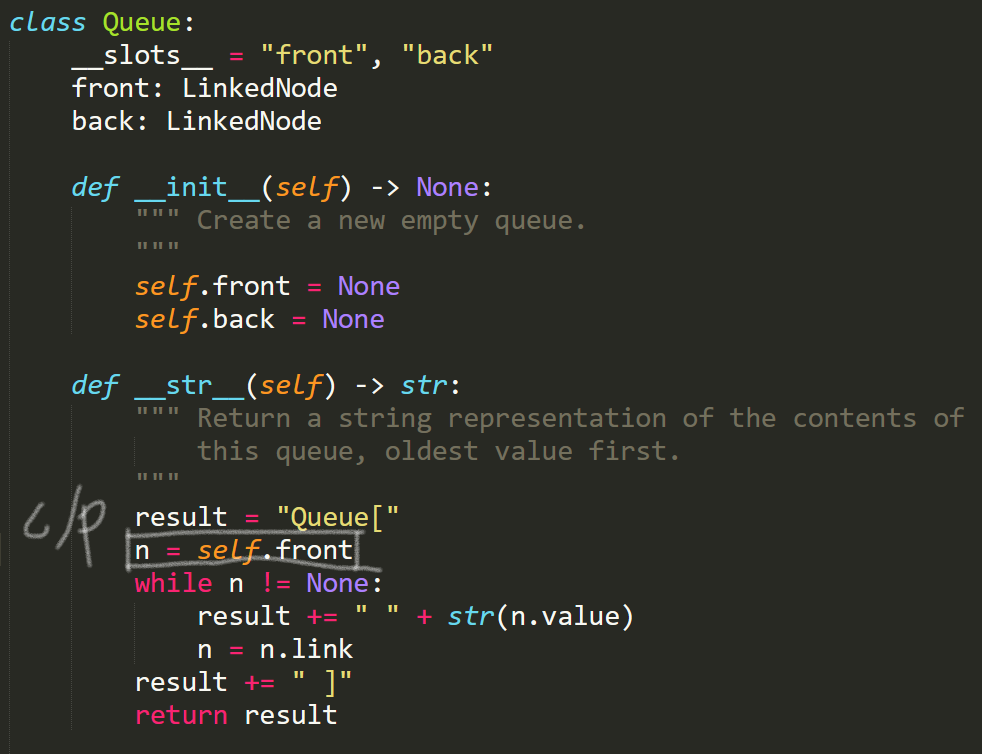 class Queue:
    __slots__ = "front", "back"
    front: LinkedNode
    back: LinkedNode

    def __init__(self) -> None:
        """ Create a new empty queue.
        """
        self.front = None
        self.back = None

    def __str__(self) -> str:
        """ Return a string representation of the contents of
            this queue, oldest value first.
        """
c/p
        result = "Queue["
        n = self.front
        while n != None:
            result += " " + str(n.value)
            n = n.link
        result += " ]"
        return result